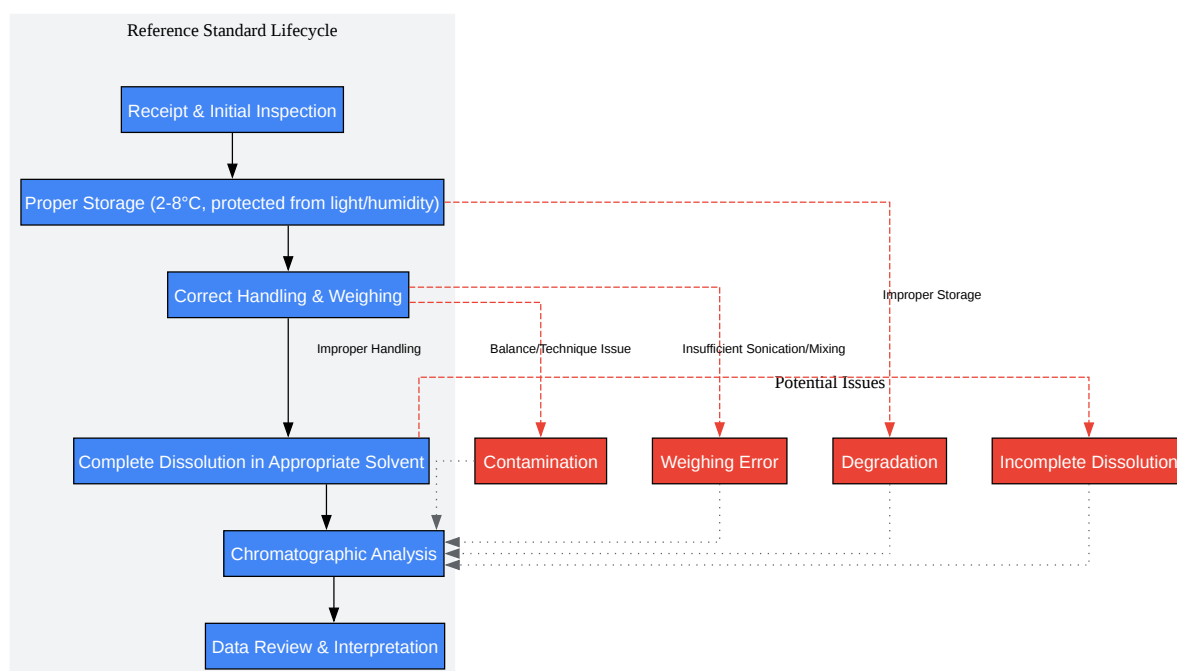 Reference Standard Lifecycle
Receipt & Initial Inspection
Proper Storage (2-8°C, protected from light/humidity)
Correct Handling & Weighing
Improper Storage
Improper Handling
Balance/Technique Issue
Insufficient Sonication/Mixing
Potential Issues
Complete Dissolution in Appropriate Solvent
Contamination
Weighing Error
Degradation
Incomplete Dissolution
Chromatographic Analysis
Data Review & Interpretation